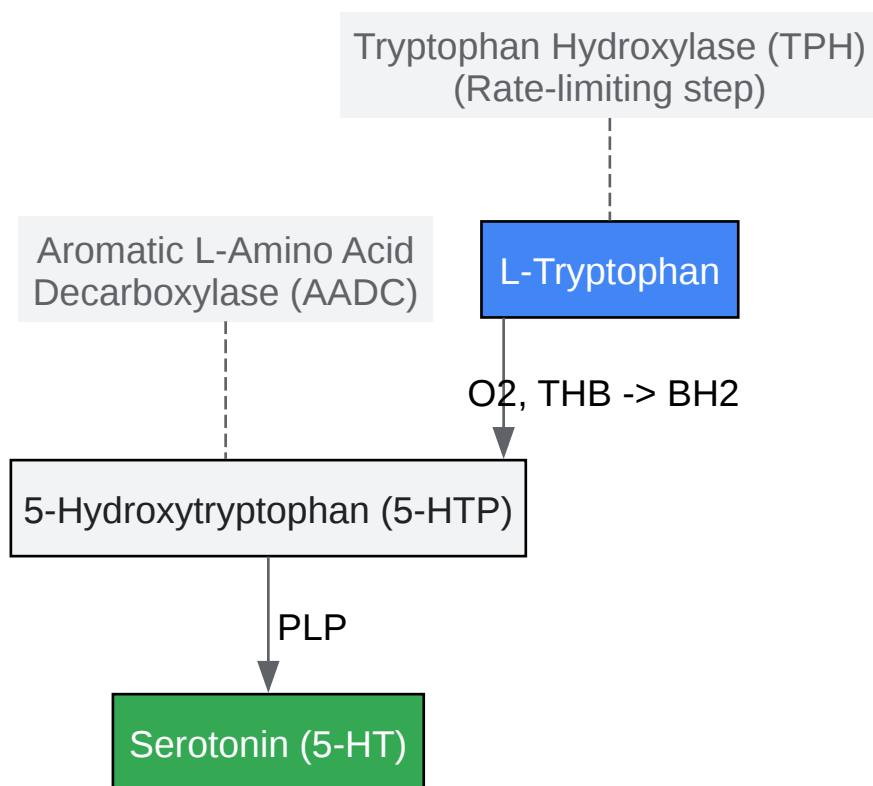 Tryptophan Hydroxylase (TPH)
(Rate-limiting step)
Aromatic L-Amino Acid
Decarboxylase (AADC)
L-Tryptophan
O2, THB -> BH2
5-Hydroxytryptophan (5-HTP)
PLP
Serotonin (5-HT)